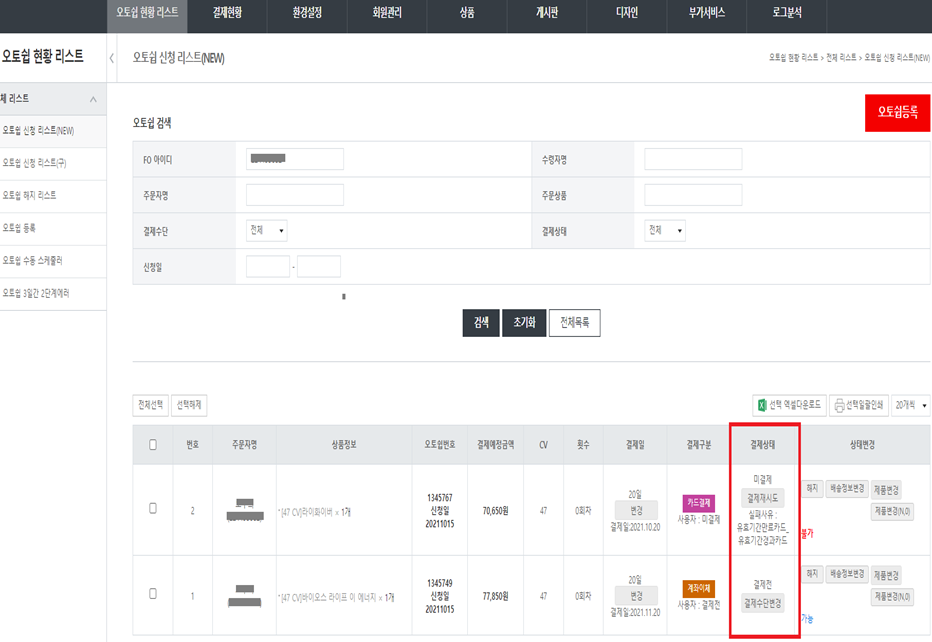 오토쉽 현황 리스트 결제현황 환경설정 회원관리 상품 게시판 디자인 부가서비스 로그분석
오토쉽 현황 리스트
오토쉽 신청 리스트(NEW)
오토쉽 현황 리스트 > 전체 리스트 > 오토쉽 신청 리스트(NEW)
체 리스트
오토쉽 신청 리스트(NEW)
오토쉽 신청 리스트(구)
오토쉽 해지 리스트
오토쉽 등록
오토쉽 수동 스케줄러
오토쉽 3일간 2단계에러
오토쉽등록
오토쉽 검색
FO 아이디 수령자명
주문자명 주문상품
결제수단 전체 결제상태 전체
신청일 -
검색 초기화 전체목록
전체선택 선택해제 선택 엑셀다운로드 선택일괄인쇄 20개씩
번호 주문자명 상품정보 오토쉽번호 결제예정금액 CV 횟수 결제일 결제구분 결제상태 상태변경
2 *[47 CV]라이파이버 × 1개
1345767
신청일
20211015
70,650원 47 0회차
20일
변경
결제일:2021.10.20
카드결제
사용자 : 미결제
미결제
결제재시도
실패사유 :
유효기간만료카드_
유효기간경과카드
해지 배송정보변경 제품변경
제품변경(N.0)
불가
1 *[47 CV]바이오스 라이프 이 에너지 × 1개
1345749
신청일
20211015
77,850원 47 0회차
20일
변경
결제일:2021.11.20
계좌이체
사용자 : 결제전
결제전
결제수단변경
해지 배송정보변경 제품변경
제품변경(N.0)
가능